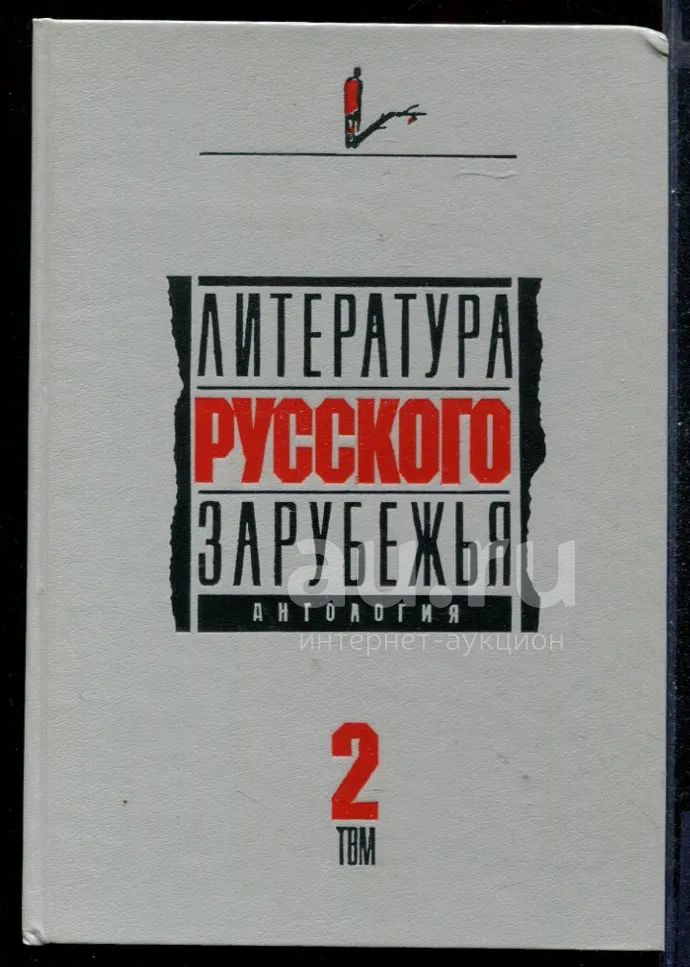 ЛИТЕРАТУРА
РУССКОГО
ЗАРУБЕЖЬЯ
АНТОЛОГИЯ
au.ru
интернет-аукцион
2
ТОМ